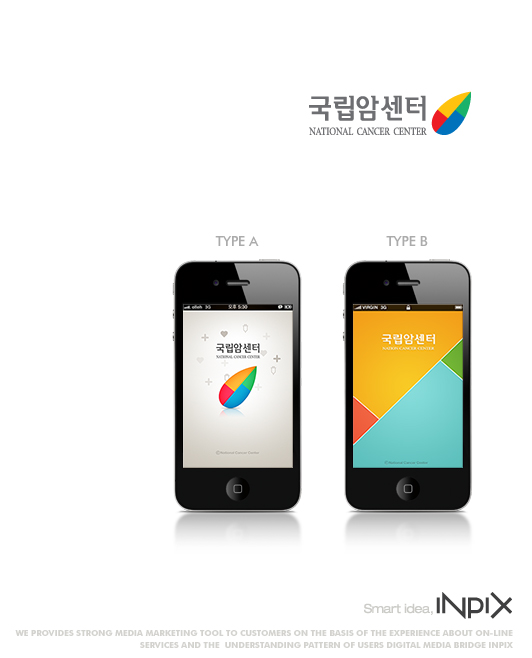 국립암센터
NATIONAL CANCER CENTER
TYPE A
TYPE B
olleh 3G 오후 5:30
VIRGIN 3G
국립암센터
NATIONAL CANCER CENTER
국립암센터
NATIONAL CANCER CENTER
©National Cancer Center
©National Cancer Center
Smart idea, INPIX
WE PROVIDES STRONG MEDIA MARKETING TOOL TO CUSTOMERS ON THE BASIS OF THE EXPERIENCE ABOUT ON-LINE
SERVICES AND THE UNDERSTANDING PATTERN OF USERS DIGITAL MEDIA BRIDGE INPIX